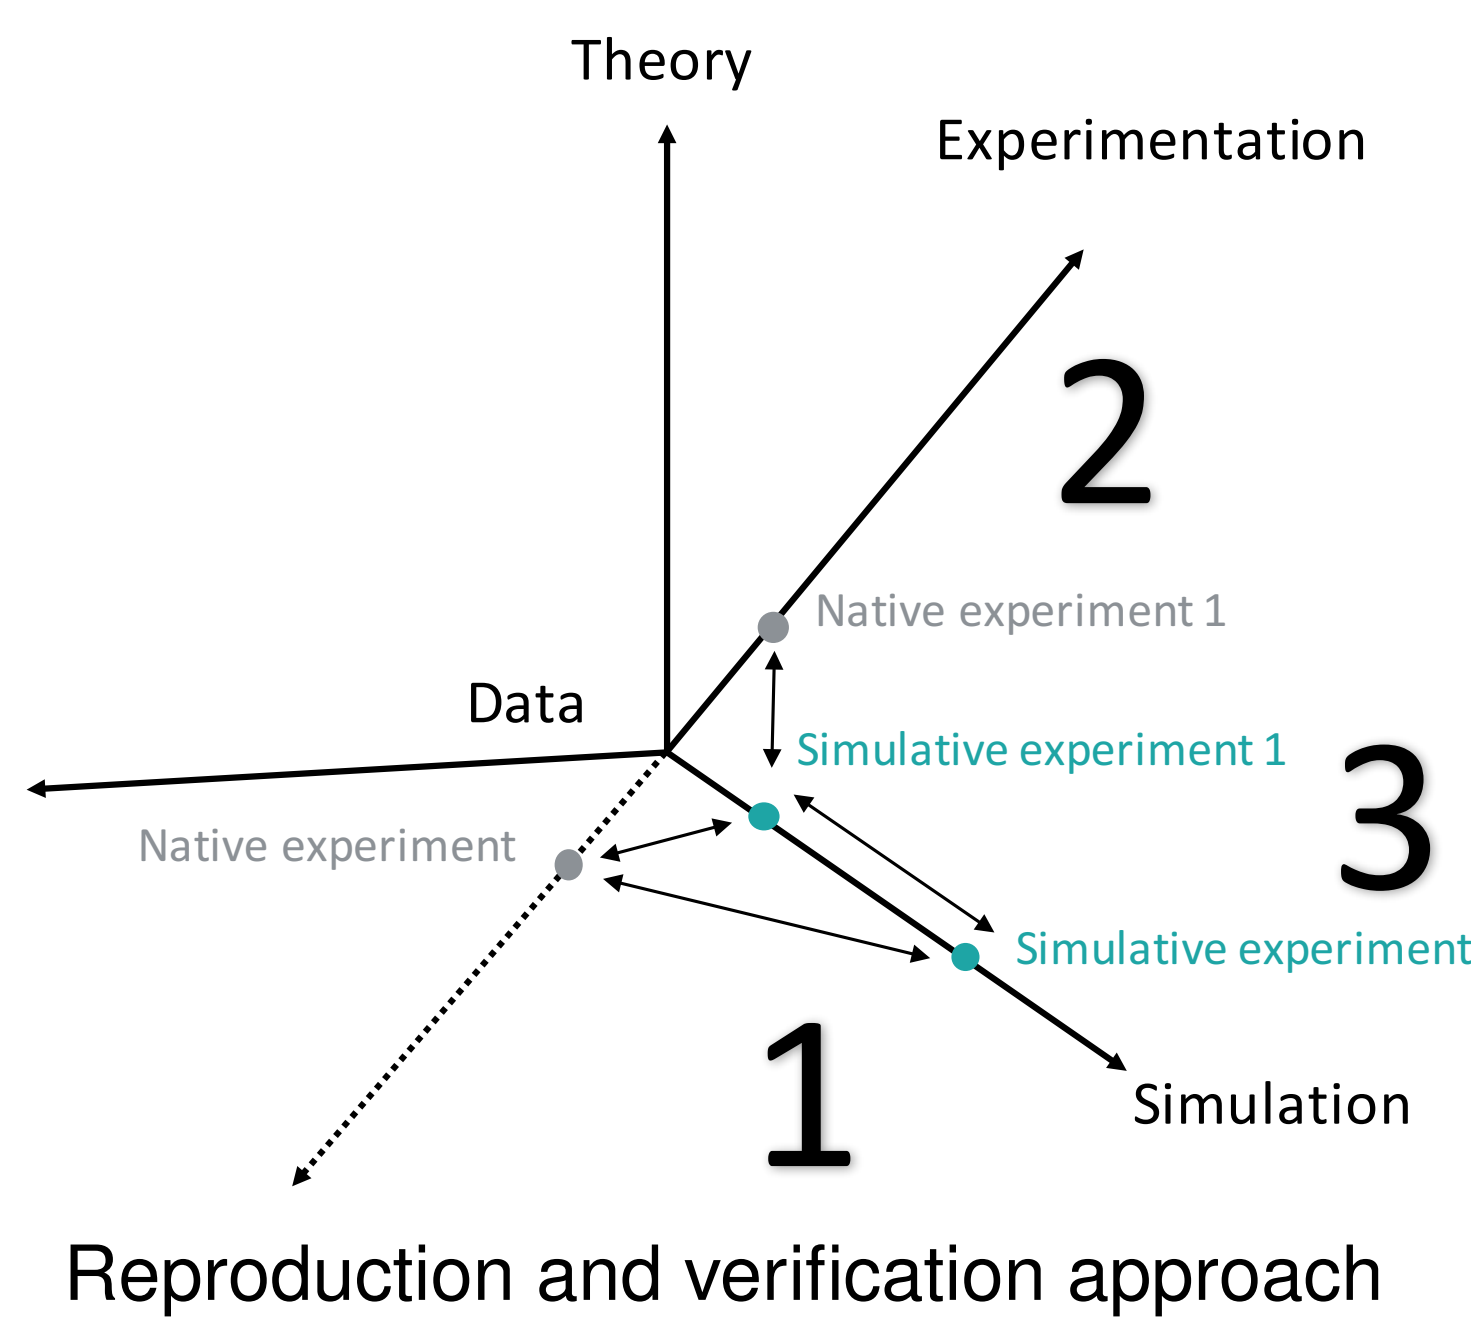 Theory
Experimentation
2
Native experiment 1
Data
Simulative experiment 1
3
Native experiment
Simulative experiment
1
Simulation
Reproduction and verification approach